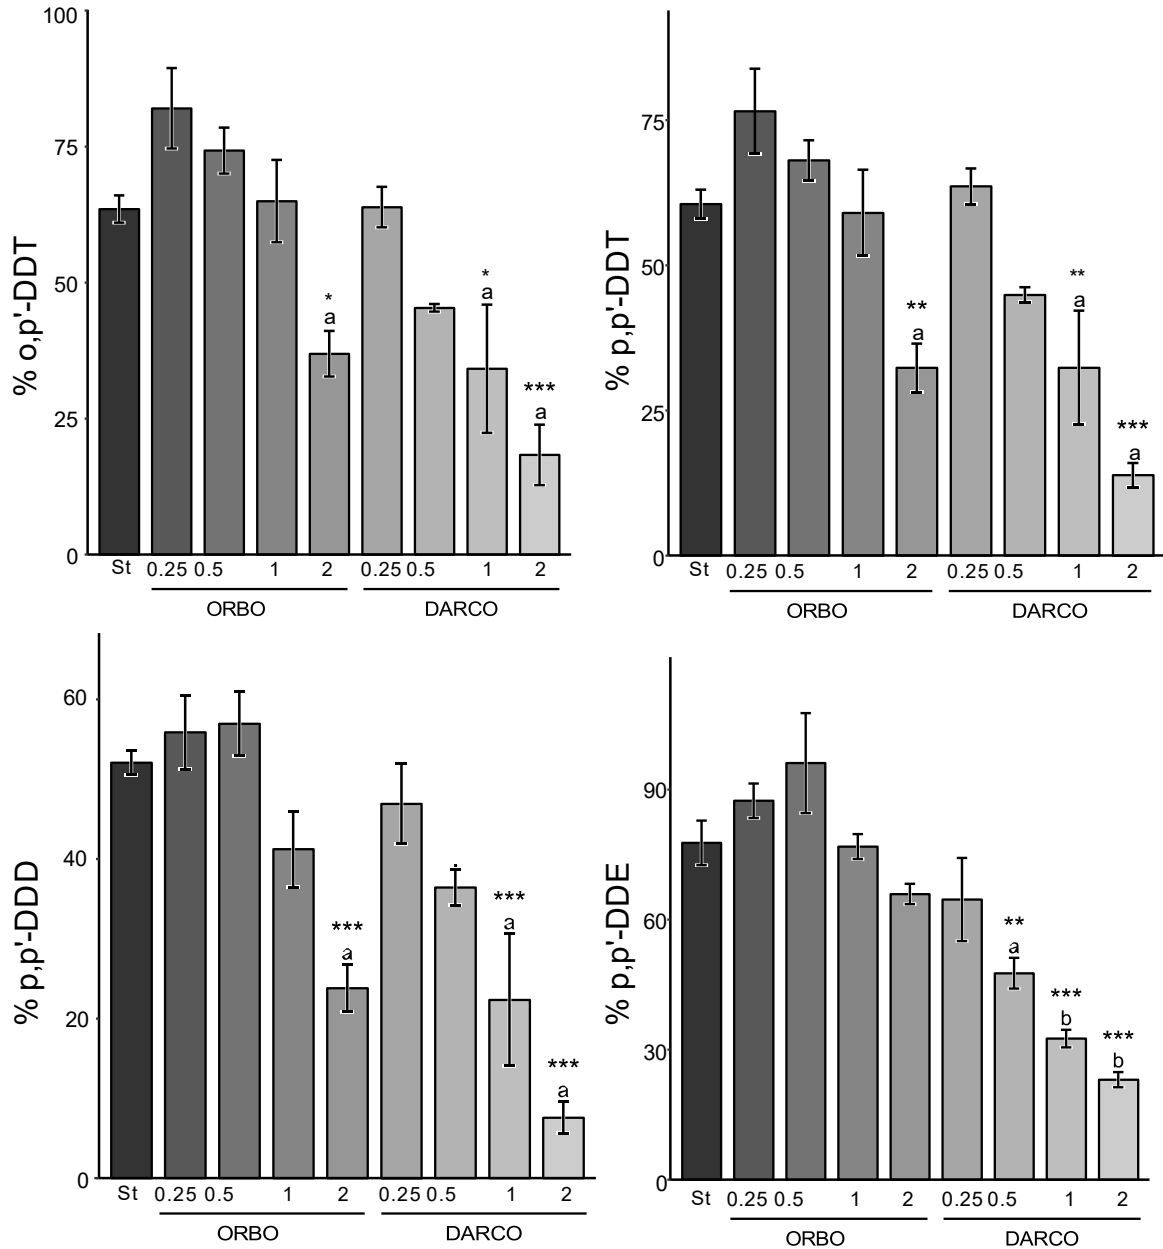 % o,p'-DDT
100
75
50
25
0
*
a
*
a
***
a
St 0.25 0.5 1 2 0.25 0.5 1 2
ORBO DARCO
% p,p'-DDT
75
50
25
0
**
a
**
a
***
a
St 0.25 0.5 1 2 0.25 0.5 1 2
ORBO DARCO
% p,p'-DDD
60
40
20
0
***
a
.
***
a
***
a
St 0.25 0.5 1 2 0.25 0.5 1 2
ORBO DARCO
% p,p'-DDE
90
60
30
0
**
a
***
b
***
b
St 0.25 0.5 1 2 0.25 0.5 1 2
ORBO DARCO